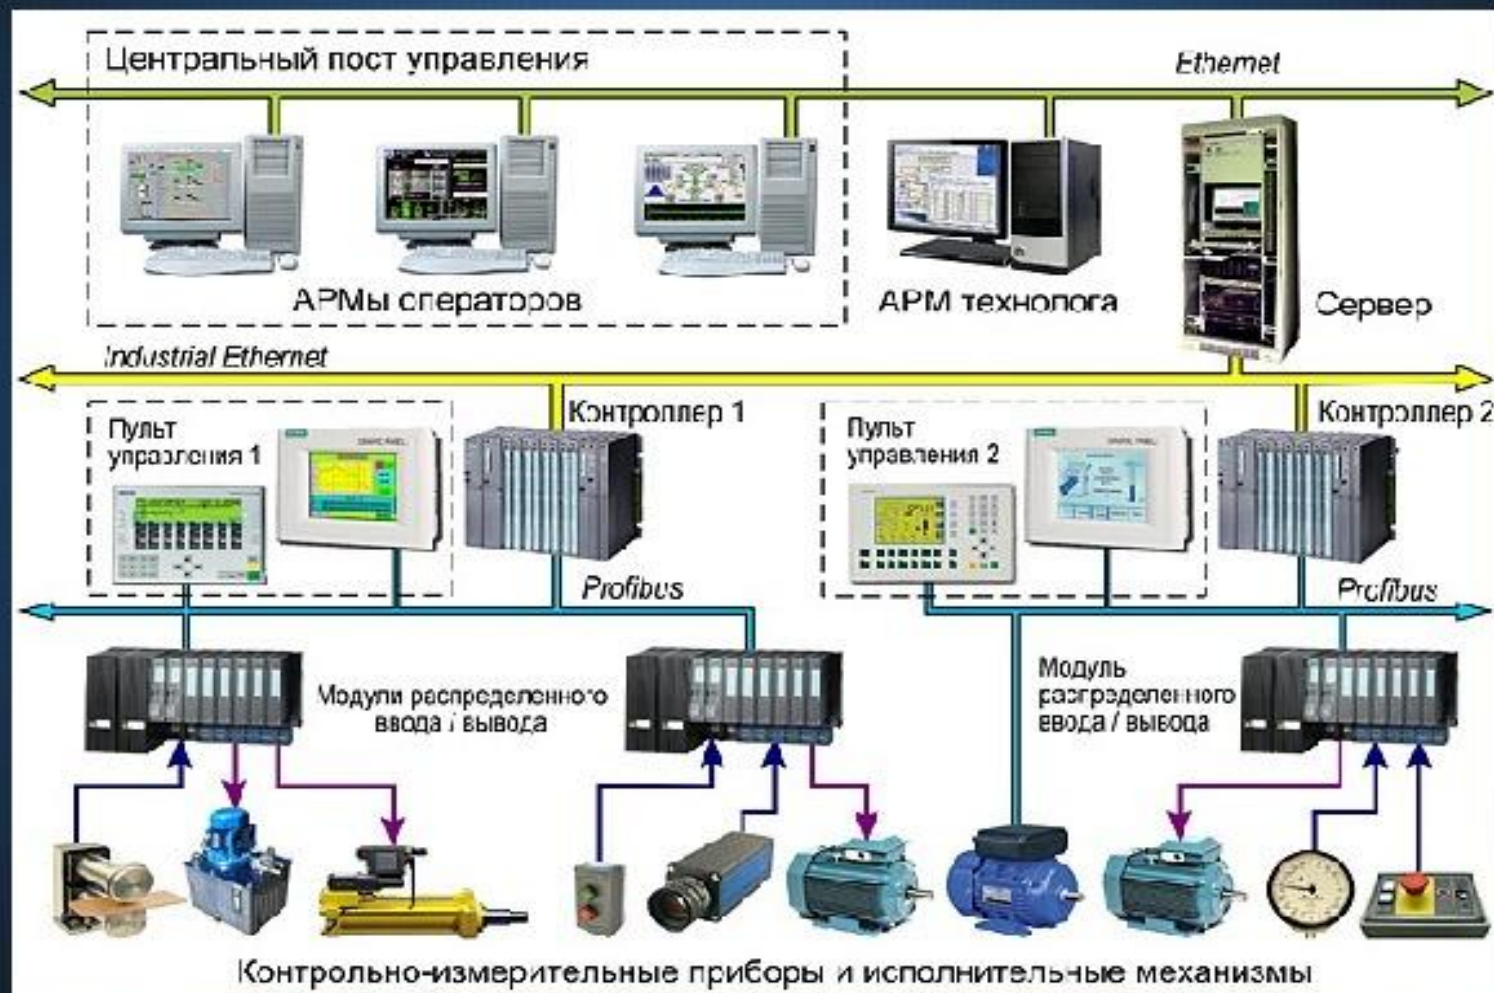 Центральный пост управления
Ethernet
АРМы операторов
АРМ технолога
Сервер
Industrial Ethernet
Пульт
управления 1
Контроллер 1
Пульт
управления 2
Контроллер 2
Profibus
Profibus
Модули распределенного
ввода / вывода
Модуль
распределенного
ввода / вывода
Контрольно-измерительные приборы и исполнительные механизмы